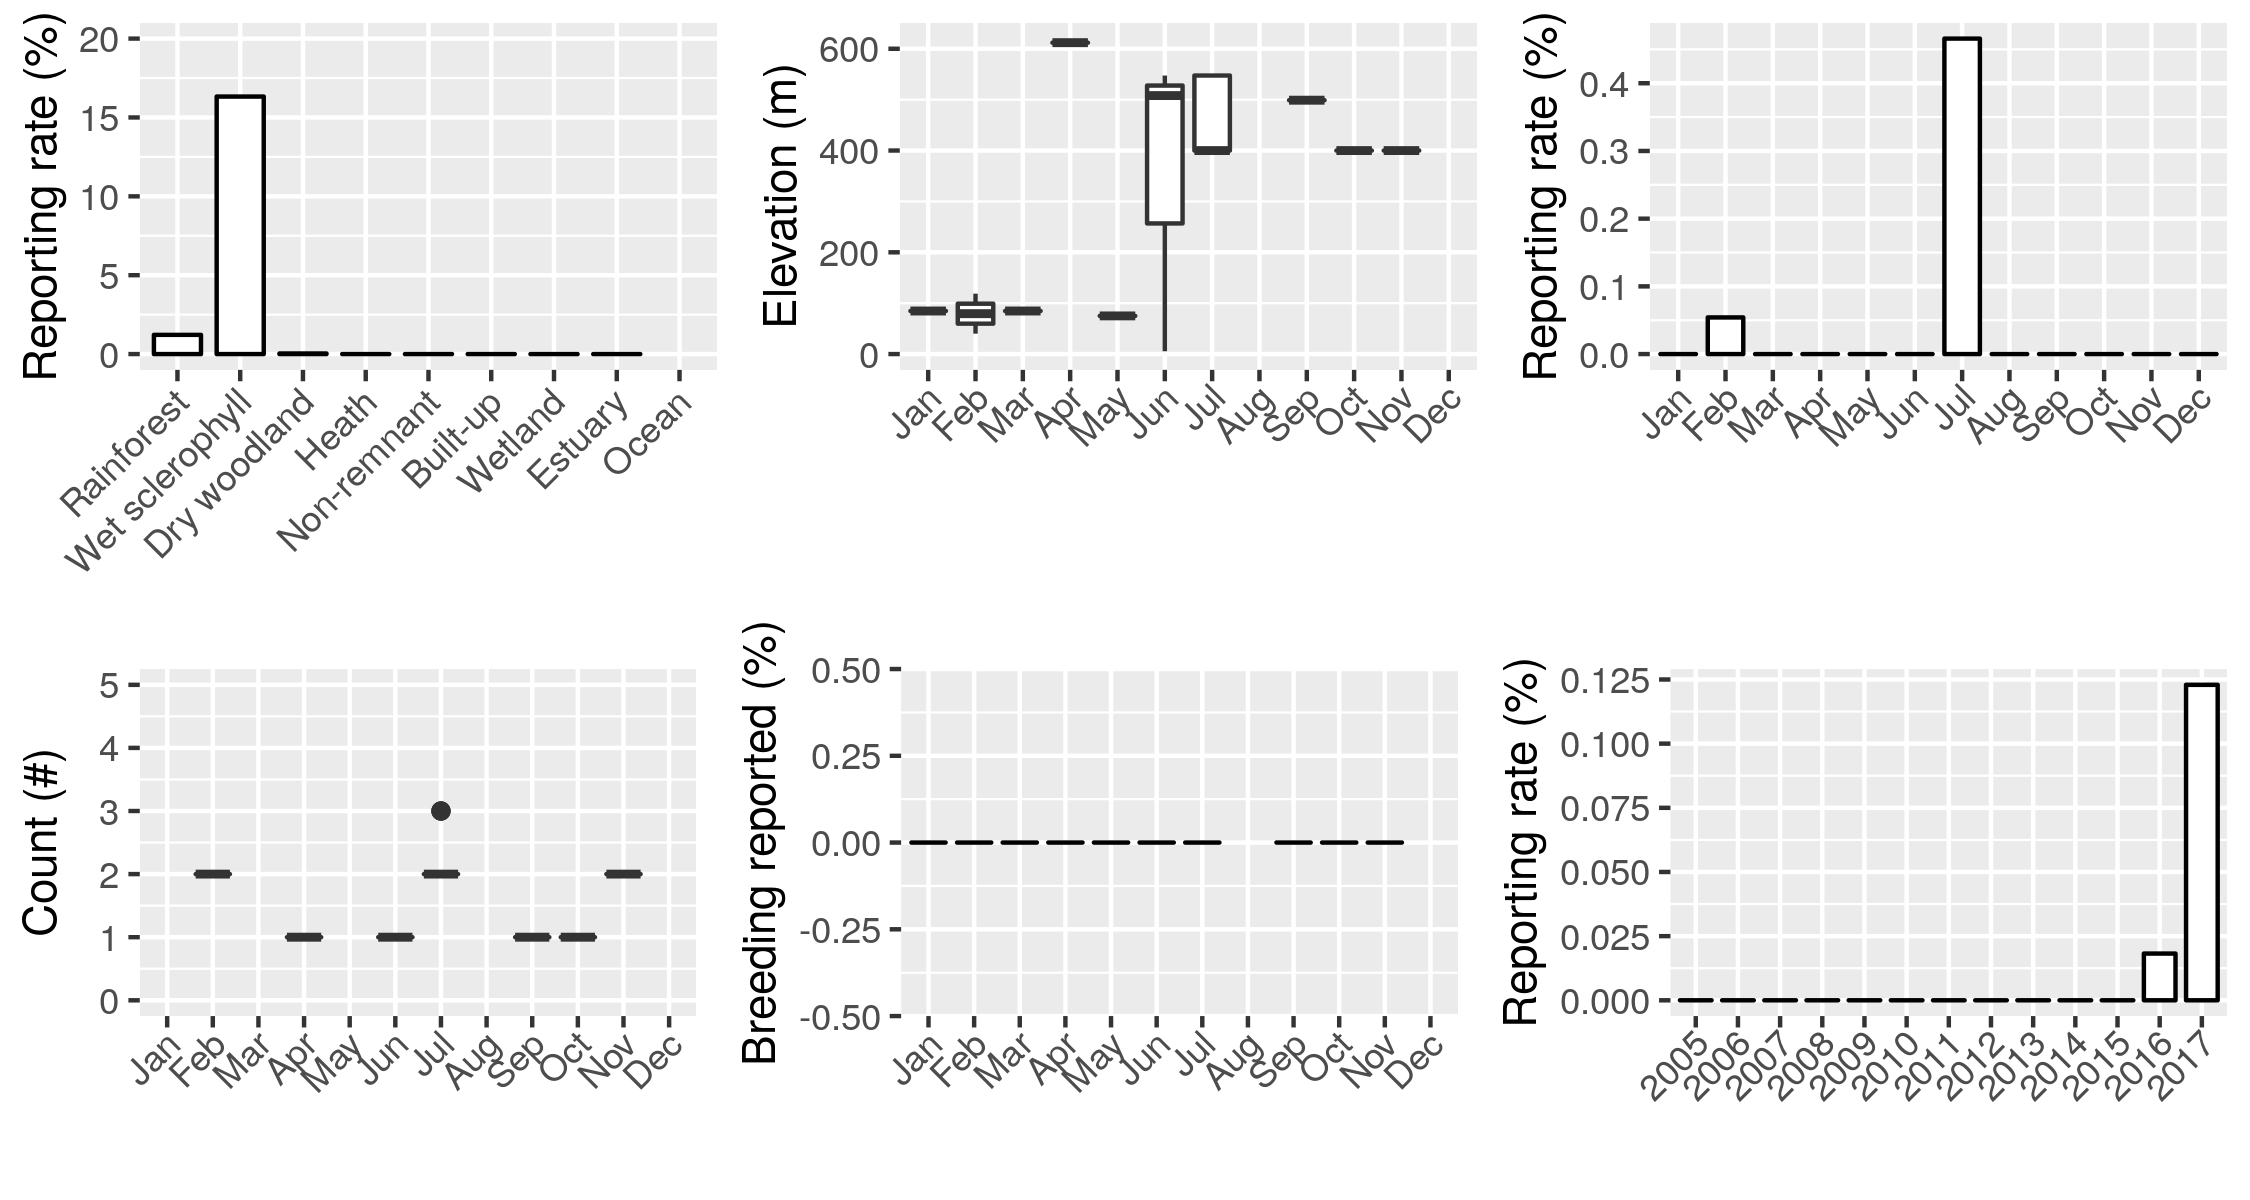 Reporting rate (%)
20
15
10
5
0
Rainforest
Wet sclerophyll
Dry woodland
Heath
Non-remnant
Built-up
Wetland
Estuary
Ocean
Elevation (m)
600
400
200
0
Jan
Feb
Mar
Apr
May
Jun
Jul
Aug
Sep
Oct
Nov
Dec
Reporting rate (%)
0.4
0.3
0.2
0.1
0.0
Jan
Feb
Mar
Apr
May
Jun
Jul
Aug
Sep
Oct
Nov
Dec
Count (#)
5
4
3
2
1
0
Jan
Feb
Mar
Apr
May
Jun
Jul
Aug
Sep
Oct
Nov
Dec
Breeding reported (%)
0.50
0.25
0.00
-0.25
-0.50
Jan
Feb
Mar
Apr
May
Jun
Jul
Aug
Sep
Oct
Nov
Dec
Reporting rate (%)
0.125
0.100
0.075
0.050
0.025
0.000
2005
2006
2007
2008
2009
2010
2011
2012
2013
2014
2015
2016
2017